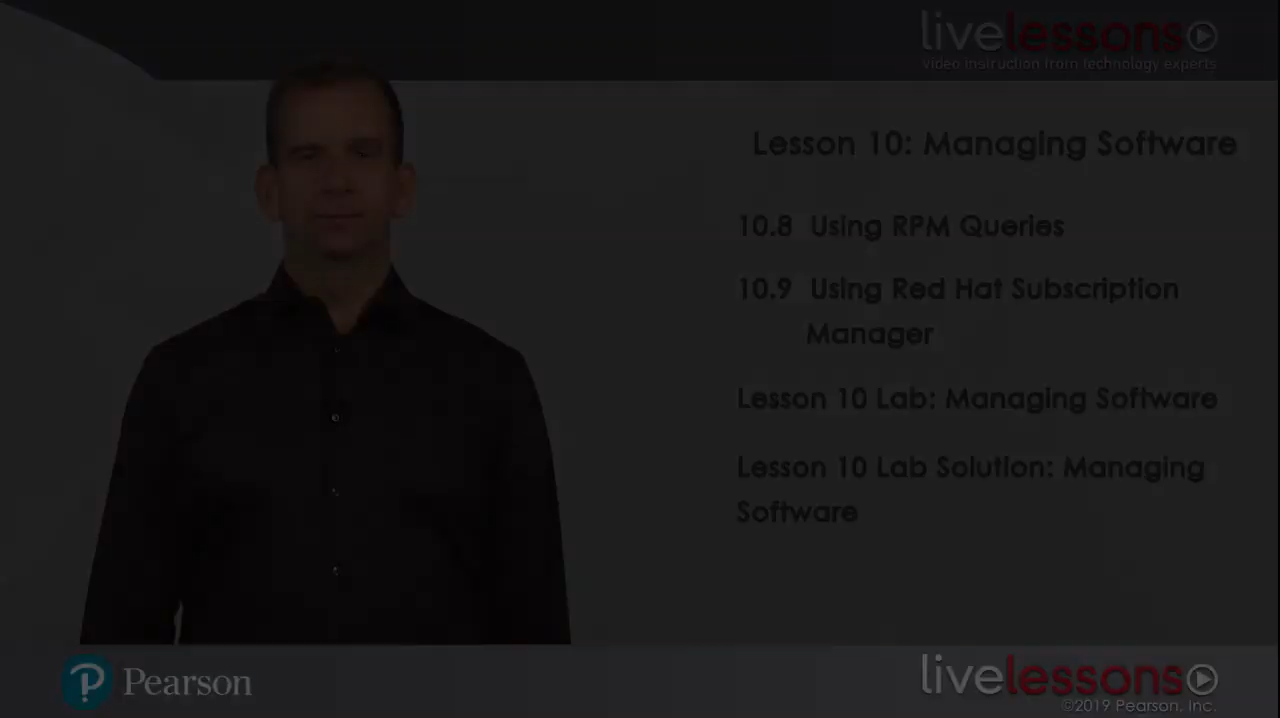 livelessons
video instruction from technology experts
Lesson 10: Managing Software
10.8 Using RPM Queries
10.9 Using Red Hat Subscription
Manager
Lesson 10 Lab: Managing Software
Lesson 10 Lab Solution: Managing
Software
Pearson
livelessons
©2019 Pearson, Inc.